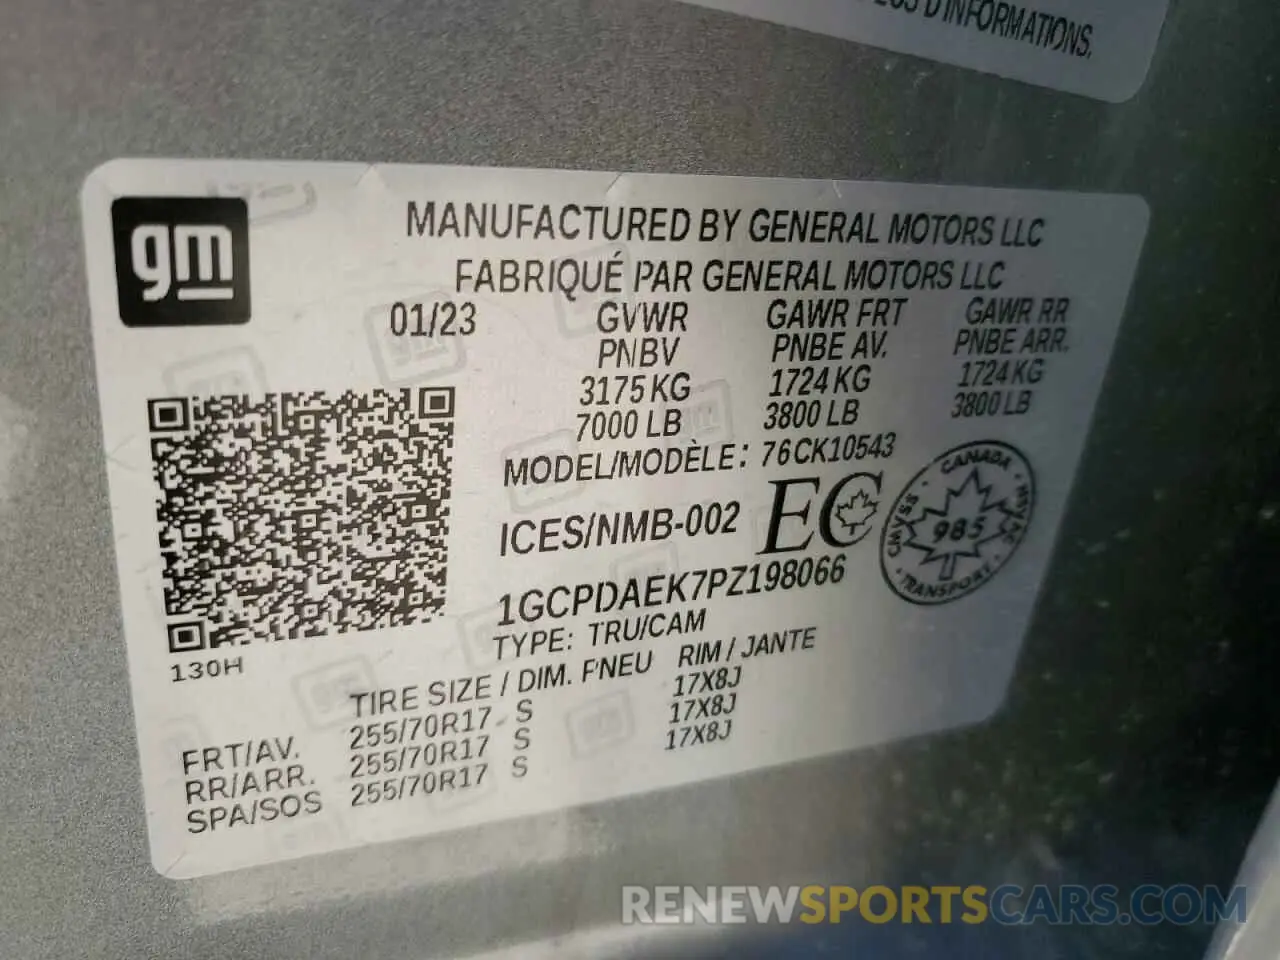 D'INFORMATIONS.
gm
MANUFACTURED BY GENERAL MOTORS LLC
FABRIQUÉ PAR GENERAL MOTORS LLC
01/23 GVWR GAWR FRT GAWR RR
PNBV PNBE AV. PNBE ARR.
3175 KG 1724 KG 1724 KG
7000 LB 3800 LB 3800 LB
MODEL/MODÈLE: 76CK10543
ICES/NMB-002 EC
CANADA
CMVSS 985 NSVAC
TRANSPORT
1GCPDAEK7PZ198066
TYPE: TRU/CAM
130H
TIRE SIZE / DIM. PNEU RIM / JANTE
FRT/AV. 255/70R17 S 17X8J
RR/ARR. 255/70R17 S 17X8J
SPA/SOS 255/70R17 S 17X8J
RENEWSPORTSCARS.COM